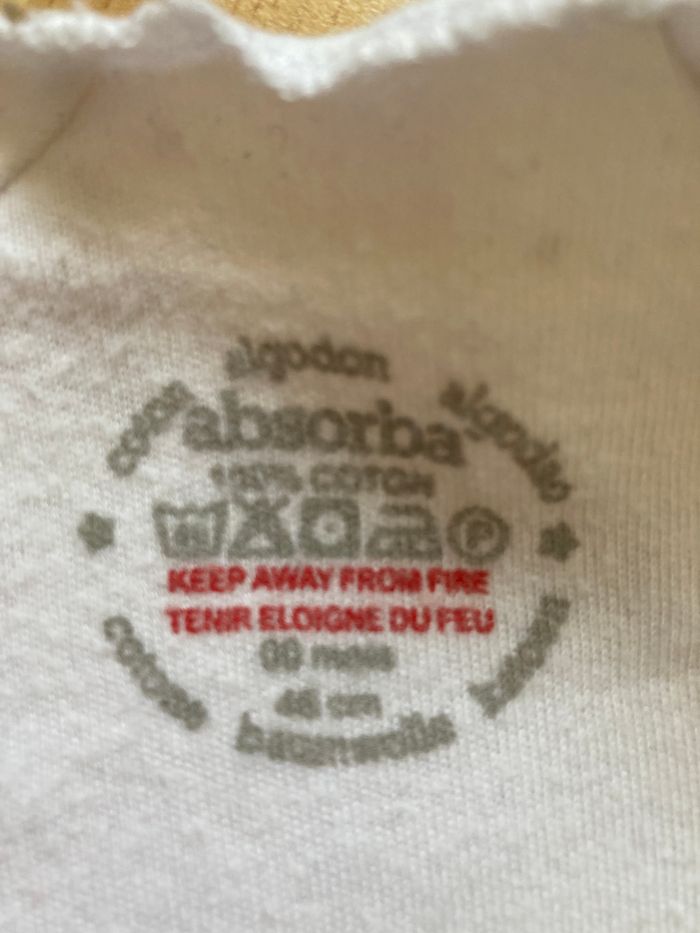 algodon
coton
absorba
algodao
100% COTON
P
KEEP AWAY FROM FIRE
TENIR ELOIGNE DU FEU
00 mois
46 cm
cotone
baumwolle
katoen